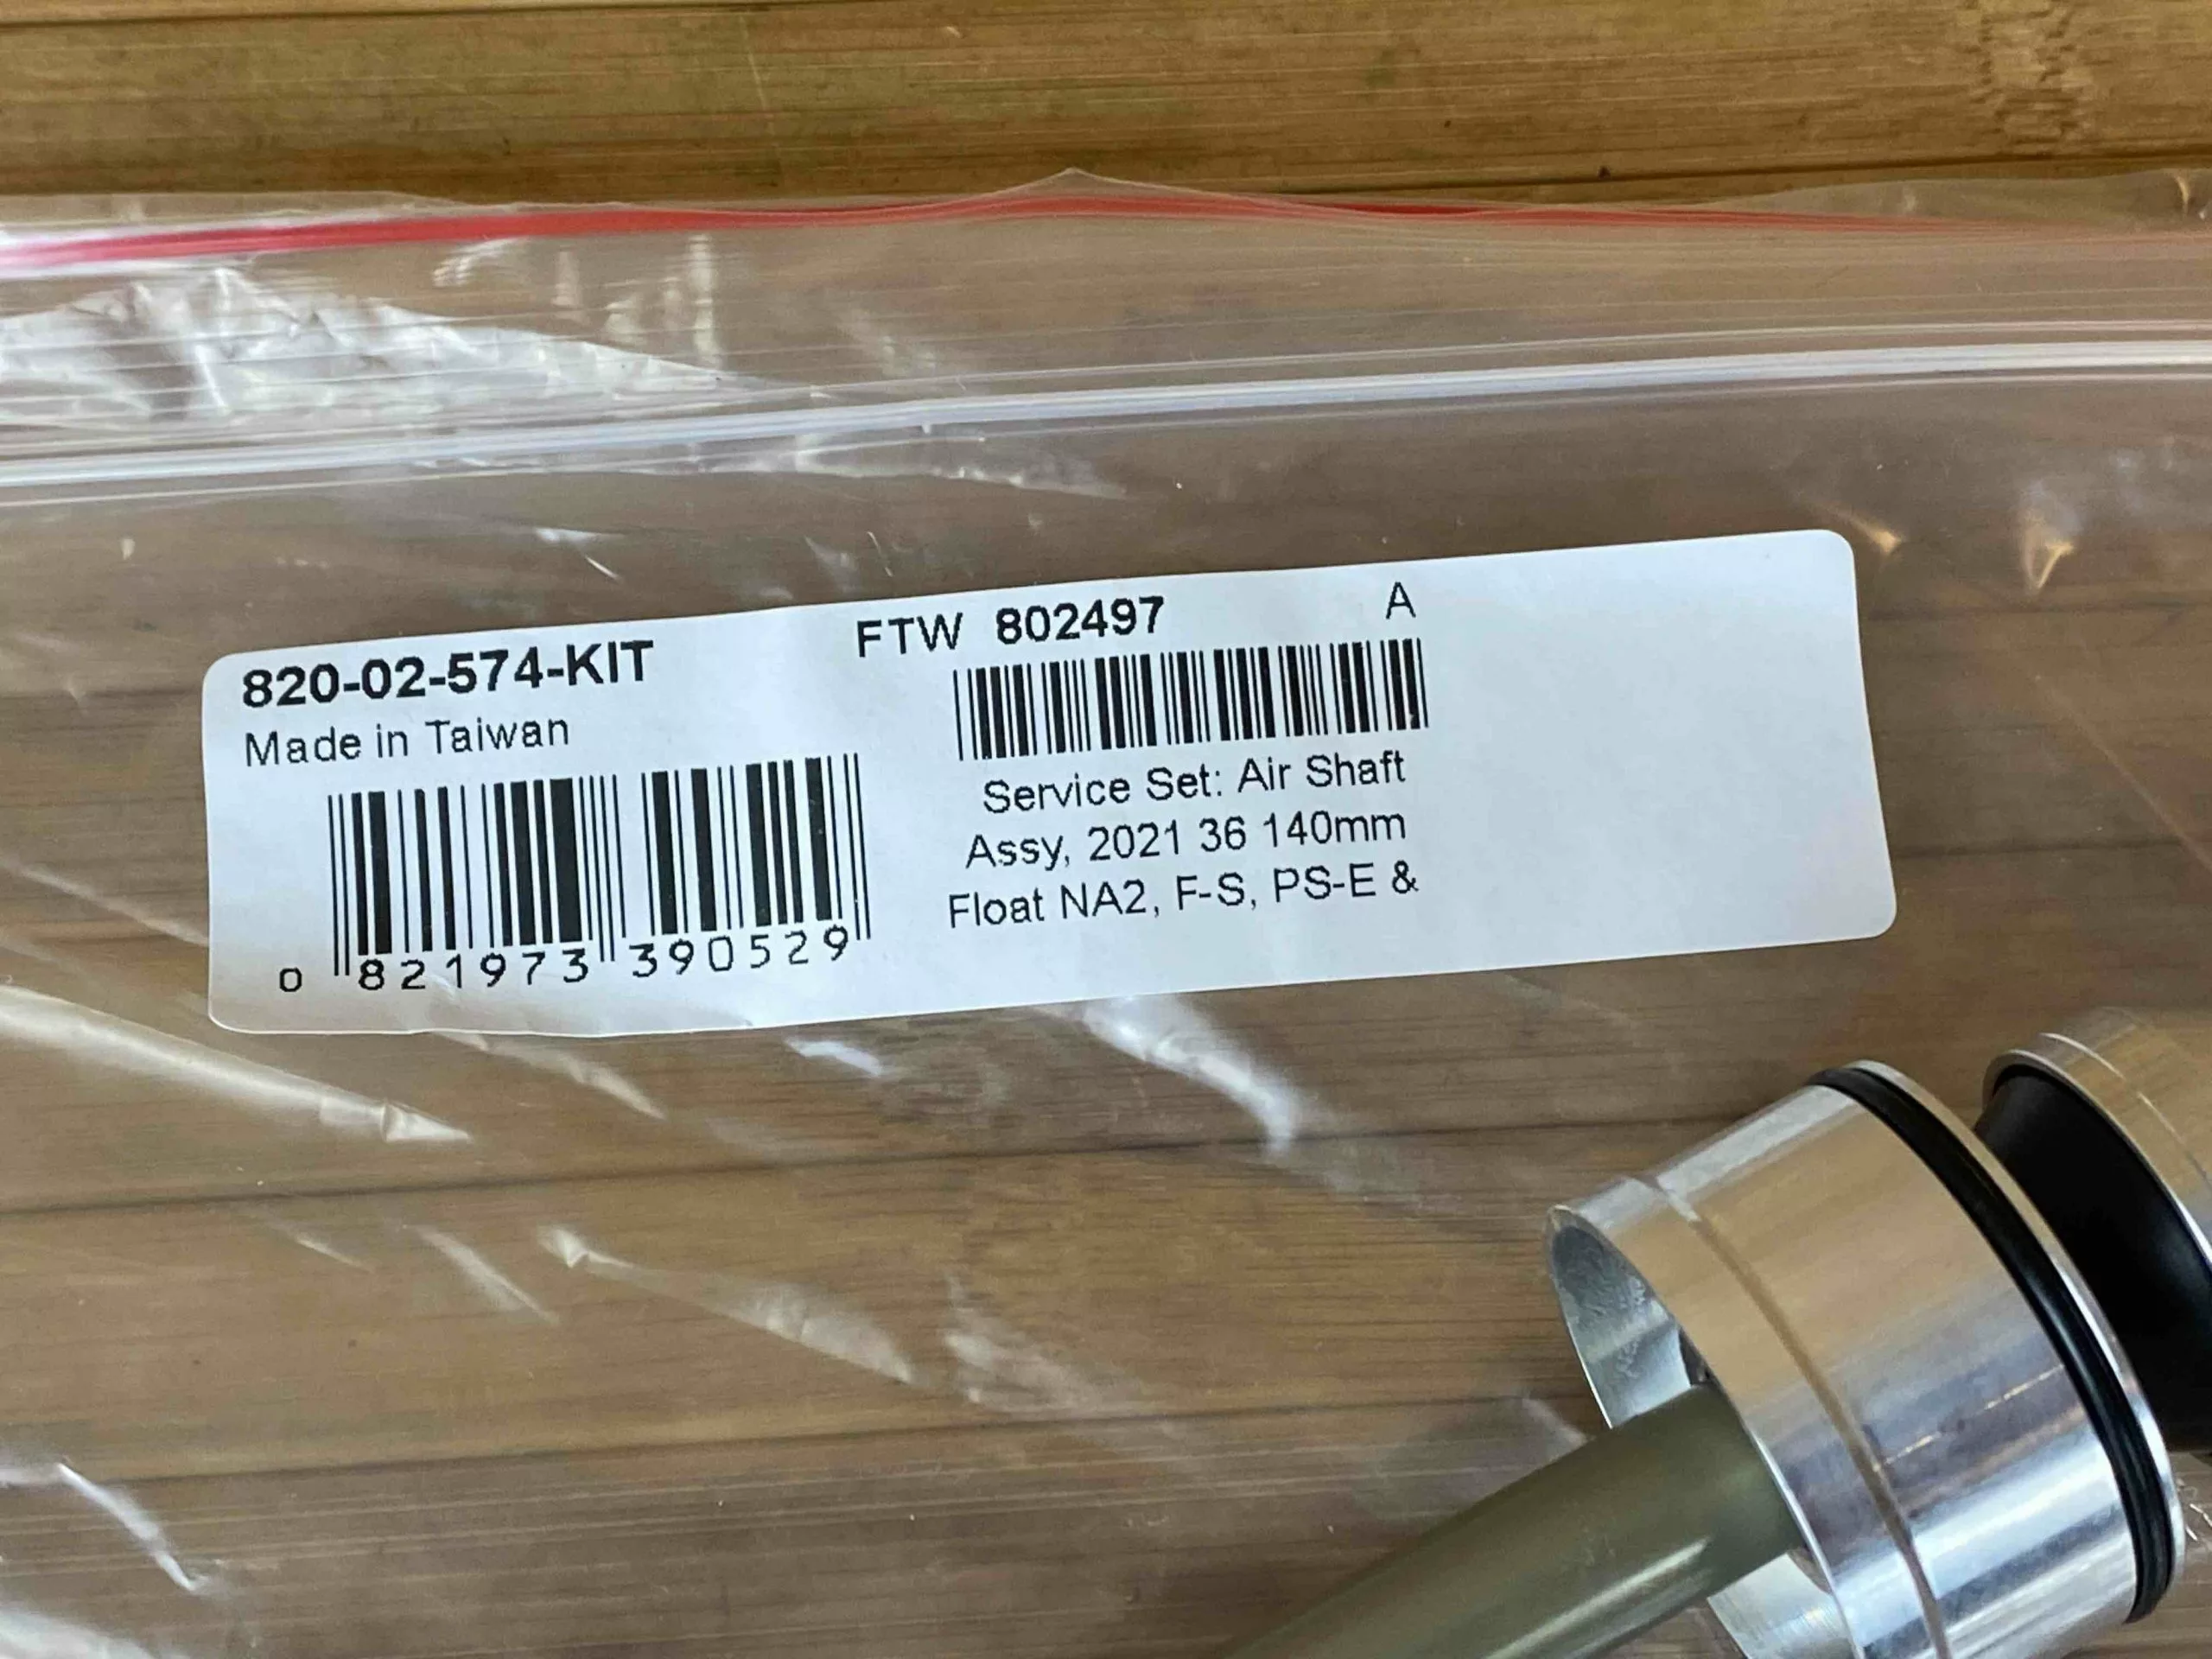 820-02-574-KIT
Made in Taiwan
0 821973 390529
FTW 802497 A
Service Set: Air Shaft
Assy, 2021 36 140mm
Float NA2, F-S, PS-E &